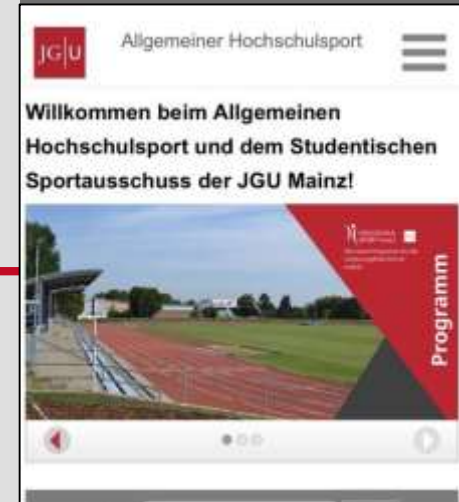 JG|U
Allgemeiner Hochschulsport
Willkommen beim Allgemeinen
Hochschulsport und dem Studentischen
Sportausschuss der JGU Mainz!
Programm